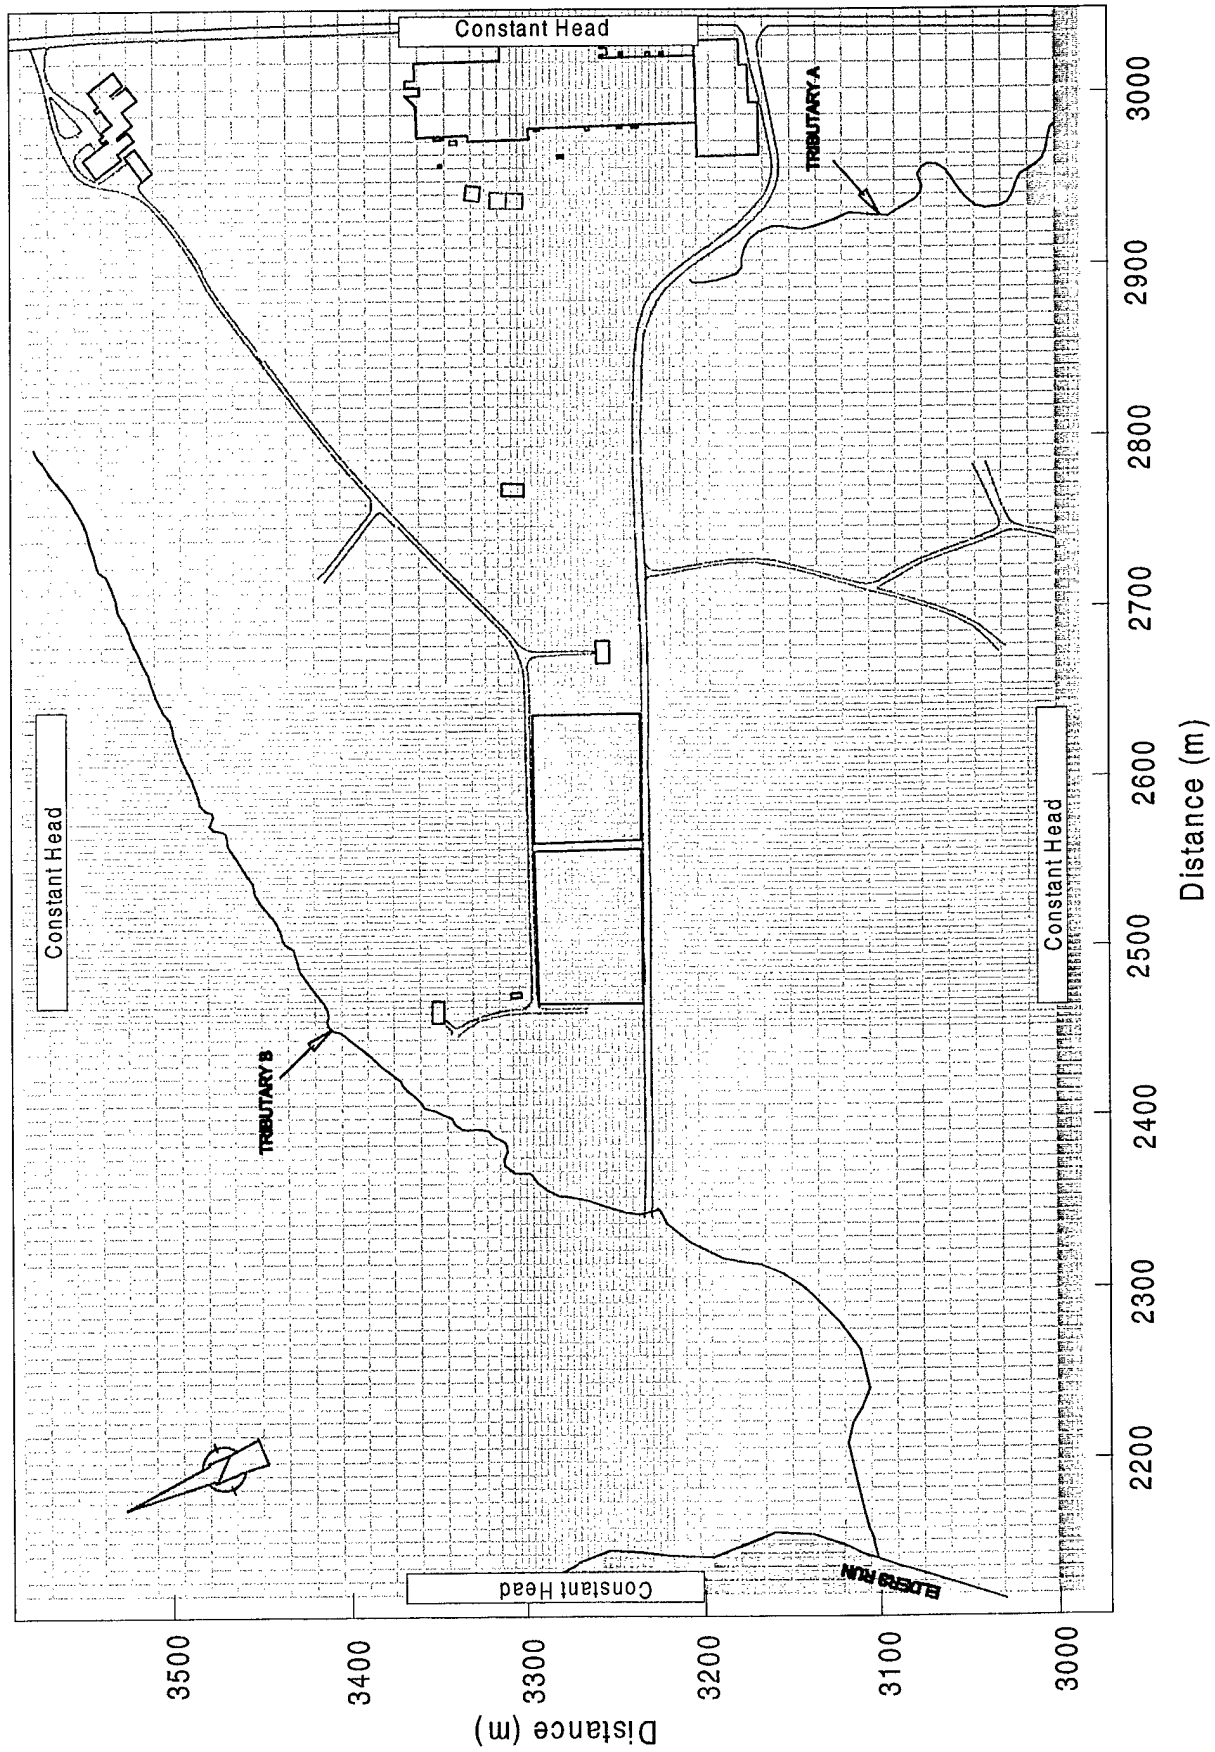 Constant Head
Constant Head
Constant Head
Constant Head
TRIBUTARY-A
TRIBUTARY B
ELDERS RUN
3500
3400
3300
3200
3100
3000
Distance (m)
2200
2300
2400
2500
2600
2700
2800
2900
3000
Distance (m)